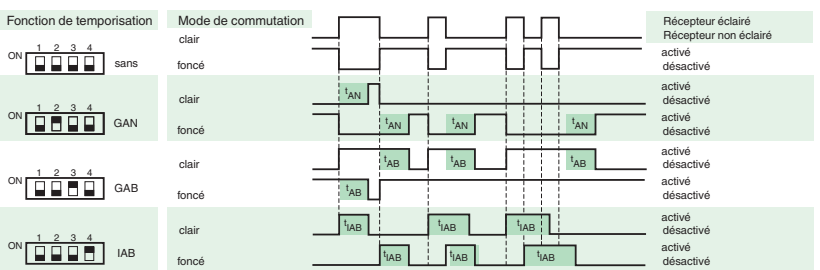 Fonction de temporisation
Mode de commutation
Récepteur éclairé
Récepteur non éclairé
clair
activé
1 2 3 4
ON
sans
foncé
désactivé
clair
tAN
activé
désactivé
1 2 3 4
ON
GAN
foncé
tAN
tAN
tAN
activé
désactivé
clair
tAB
tAB
tAB
activé
désactivé
1 2 3 4
ON
GAB
foncé
tAB
activé
désactivé
clair
tIAB
tIAB
tIAB
activé
désactivé
1 2 3 4
ON
IAB
foncé
tIAB
tIAB
tIAB
activé
désactivé